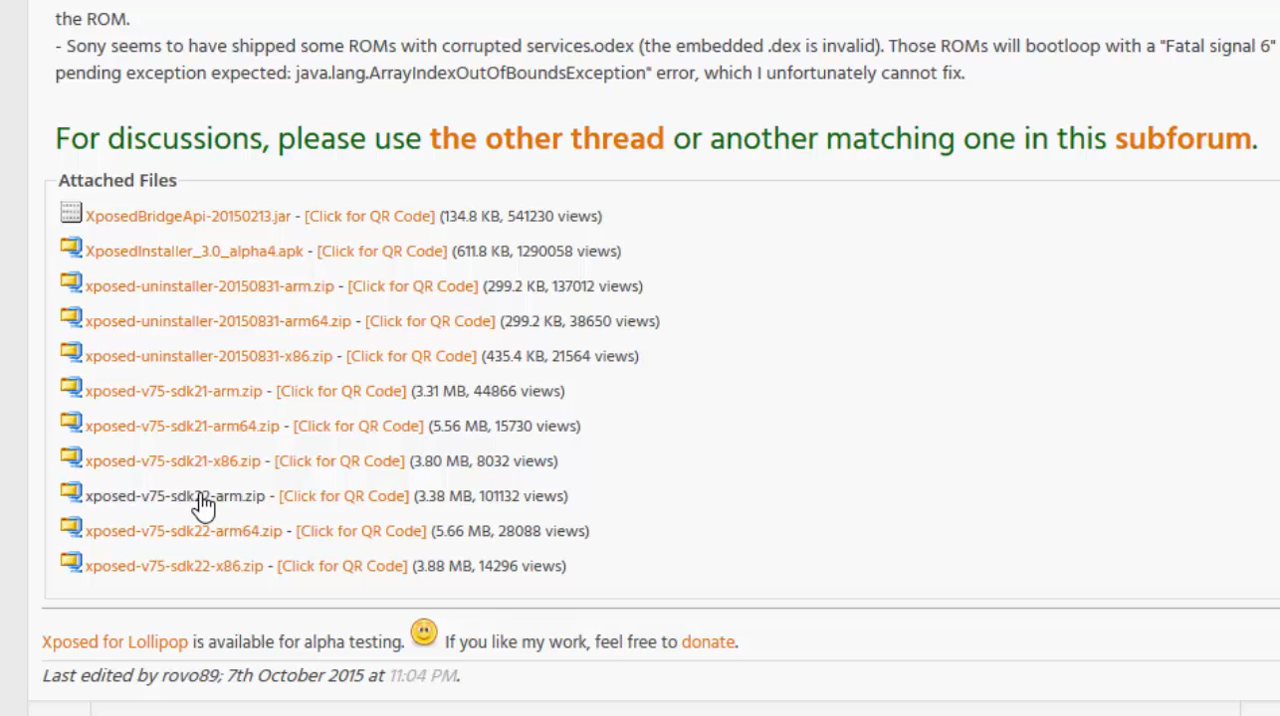 the ROM.
- Sony seems to have shipped some ROMs with corrupted services.odex (the embedded .dex is invalid). Those ROMs will bootloop with a "Fatal signal 6"
pending exception expected: java.lang.ArrayIndexOutOfBoundsException" error, which I unfortunately cannot fix.
For discussions, please use the other thread or another matching one in this subforum.
Attached Files
XposedBridgeApi-20150213.jar - [Click for QR Code] (134.8 KB, 541230 views)
XposedInstaller_3.0_alpha4.apk - [Click for QR Code] (611.8 KB, 1290058 views)
xposed-uninstaller-20150831-arm.zip - [Click for QR Code] (299.2 KB, 137012 views)
xposed-uninstaller-20150831-arm64.zip - [Click for QR Code] (299.2 KB, 38650 views)
xposed-uninstaller-20150831-x86.zip - [Click for QR Code] (435.4 KB, 21564 views)
xposed-v75-sdk21-arm.zip - [Click for QR Code] (3.31 MB, 44866 views)
xposed-v75-sdk21-arm64.zip - [Click for QR Code] (5.56 MB, 15730 views)
xposed-v75-sdk21-x86.zip - [Click for QR Code] (3.80 MB, 8032 views)
xposed-v75-sdk22-arm.zip - [Click for QR Code] (3.38 MB, 101132 views)
xposed-v75-sdk22-arm64.zip - [Click for QR Code] (5.66 MB, 28088 views)
xposed-v75-sdk22-x86.zip - [Click for QR Code] (3.88 MB, 14296 views)
Xposed for Lollipop is available for alpha testing. If you like my work, feel free to donate.
Last edited by rovo89; 7th October 2015 at 11:04 PM.